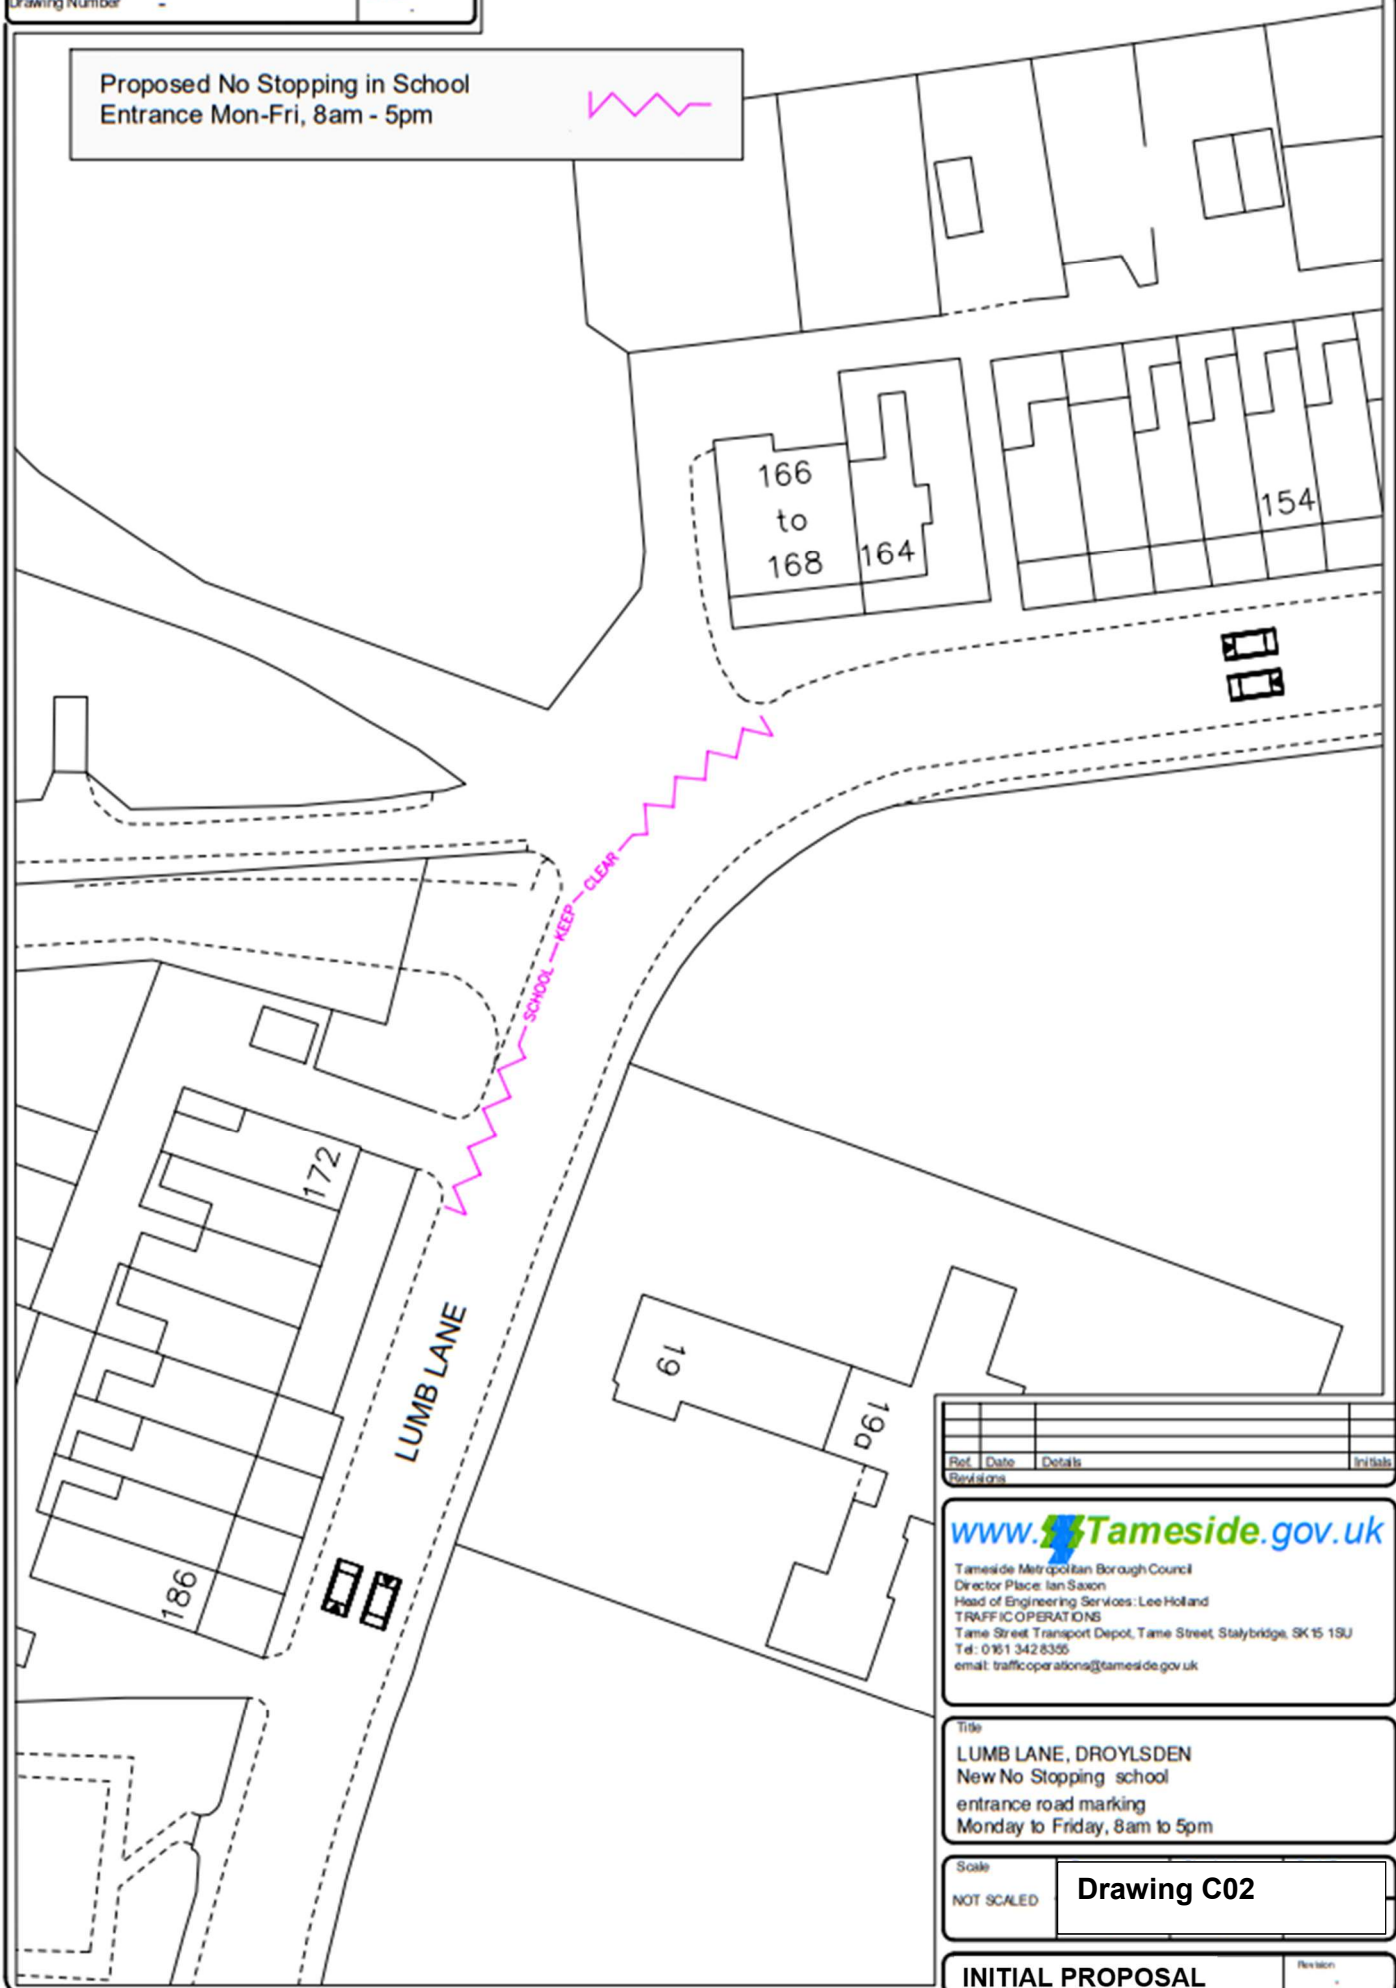 Drawing Number -
Proposed No Stopping in School
Entrance Mon-Fri, 8am - 5pm
166
to
168
164
154
SCHOOL KEEP CLEAR
172
LUMB LANE
19
19a
186
Ref. Date Details Initials
Revisions
www.Tameside.gov.uk
Tameside Metropolitan Borough Council
Director Place: Ian Saxon
Head of Engineering Services: Lee Holland
TRAFFIC OPERATIONS
Tame Street Transport Depot, Tame Street, Stalybridge, SK15 1SU
Tel: 0161 342 8355
email: trafficoperations@tameside.gov.uk
Title
LUMB LANE, DROYLSDEN
New No Stopping school
entrance road marking
Monday to Friday, 8am to 5pm
Scale
NOT SCALED
Drawing C02
INITIAL PROPOSAL
Revision